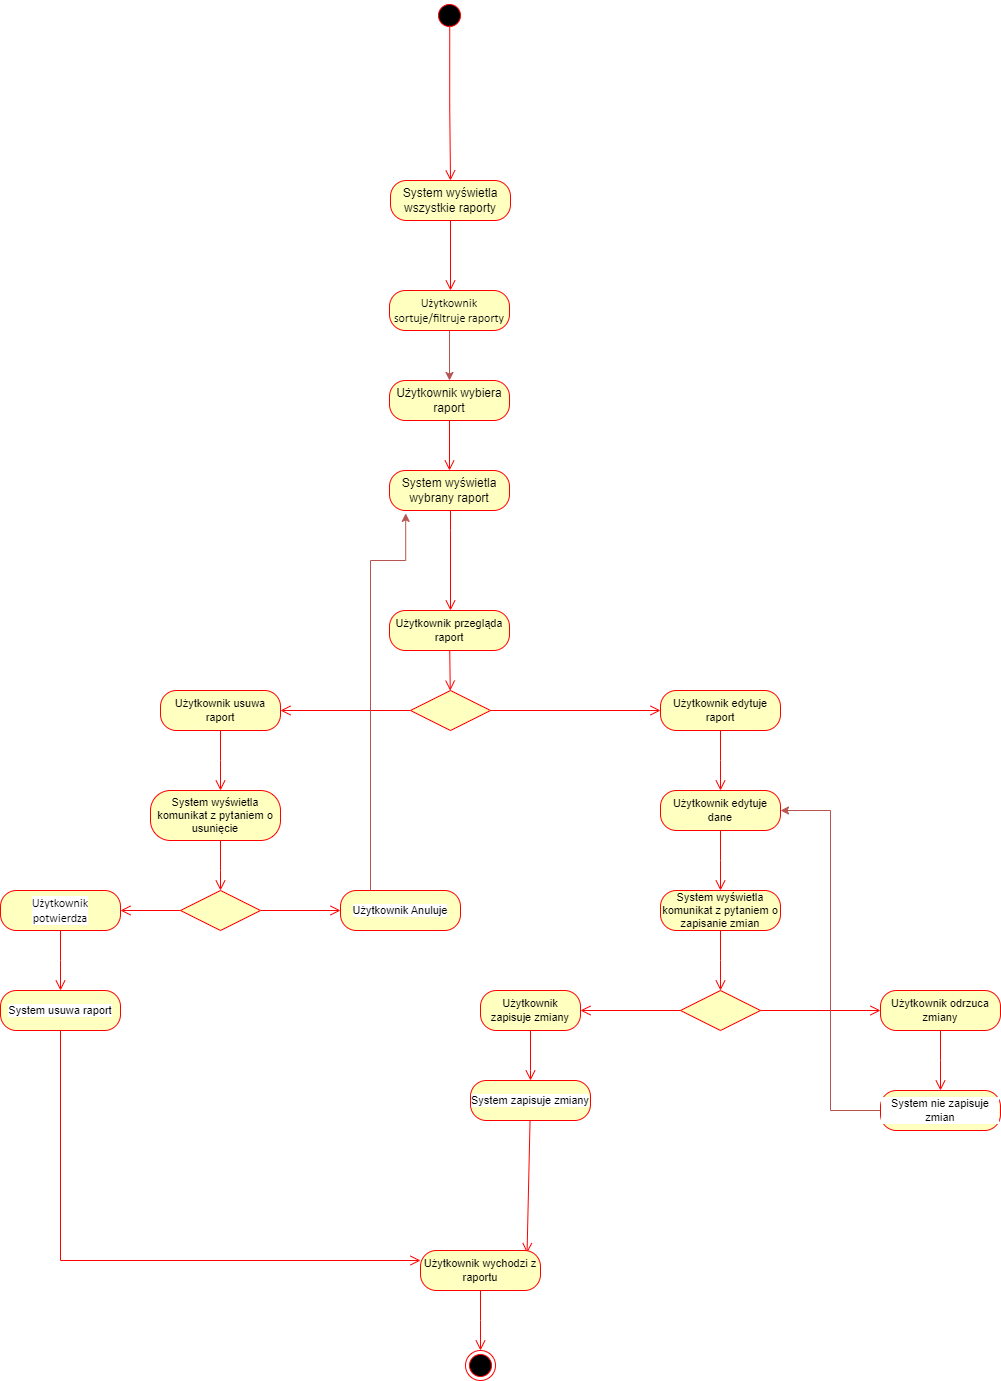 System wyświetla
wszystkie raporty
Użytkownik
sortuje/filtruje raporty
Użytkownik wybiera
raport
System wyświetla
wybrany raport
Użytkownik przegląda
raport
Użytkownik usuwa
raport
Użytkownik edytuje
raport
System wyświetla
komunikat z pytaniem o
usunięcie
Użytkownik edytuje
dane
Użytkownik
potwierdza
Użytkownik Anuluje
System wyświetla
komunikat z pytaniem o
zapisanie zmian
System usuwa raport
Użytkownik
zapisuje zmiany
Użytkownik odrzuca
zmiany
System zapisuje zmiany
System nie zapisuje
zmian
Użytkownik wychodzi z
raportu